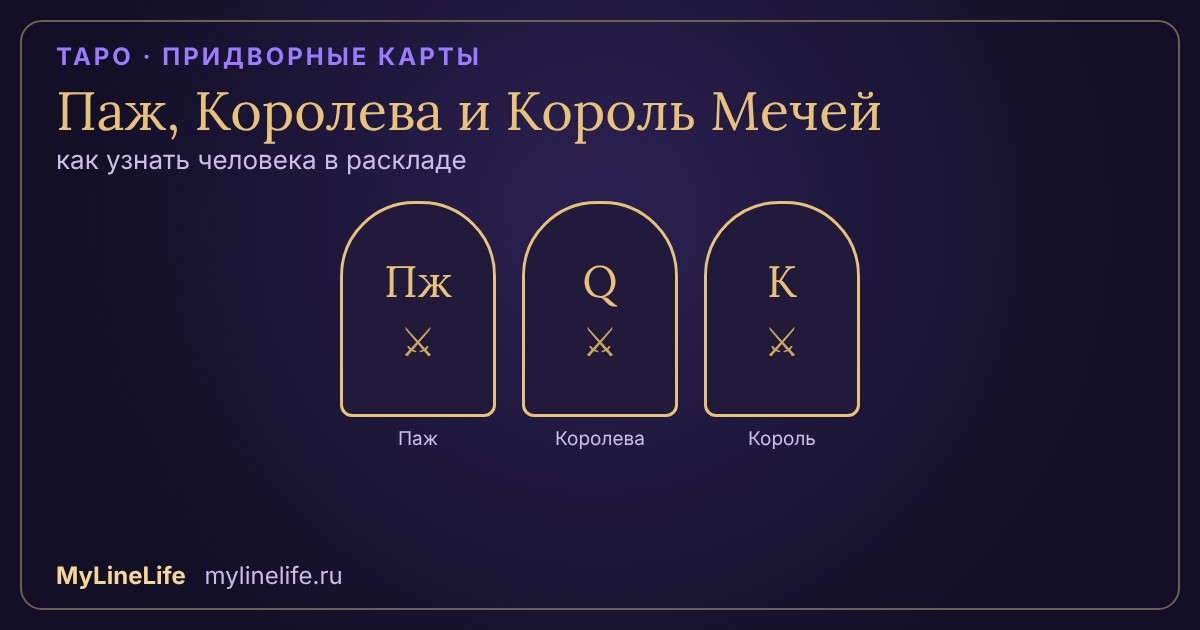 ТАРО · ПРИДВОРНЫЕ КАРТЫ
Паж, Королева и Король Мечей
как узнать человека в раскладе
Пж Q K
⚔ ⚔ ⚔
Паж Королева Король
MyLineLife mylinelife.ru